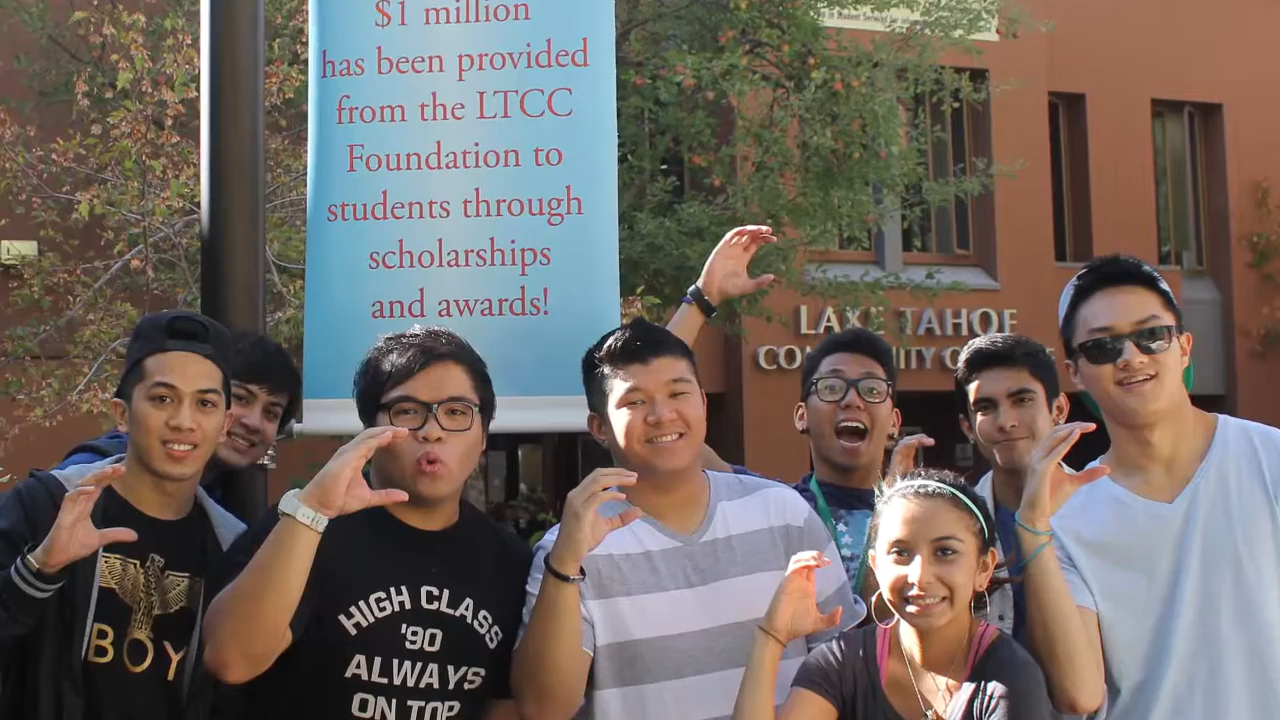 $1 million
has been provided
from the LTCC
Foundation to
students through
scholarships
and awards!
LAKE TAHOE
COMMUNITY
BOY
HIGH CLASS
'90
ALWAYS
ON TOP